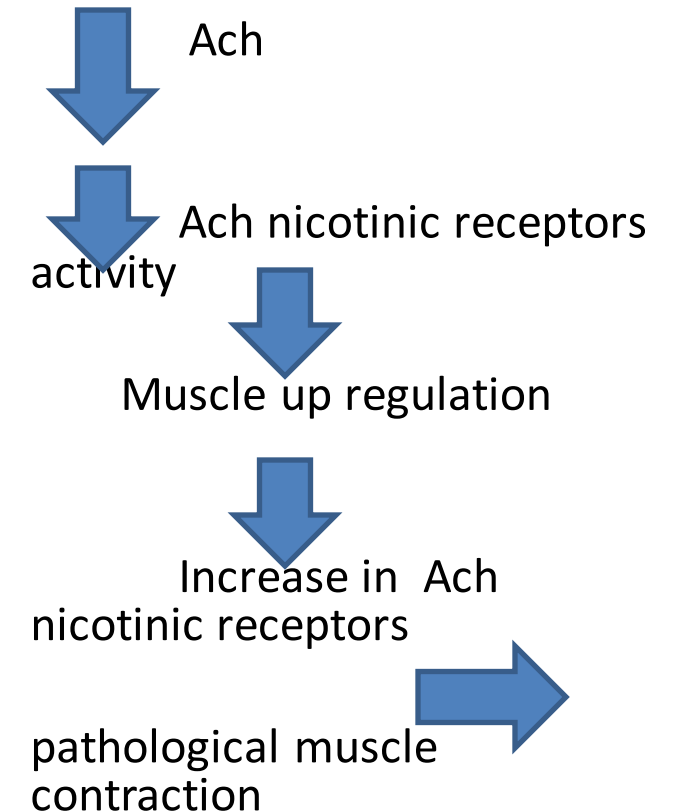 Ach
Ach nicotinic receptors
activity
Muscle up regulation
Increase in  Ach
nicotinic receptors
pathological muscle
contraction